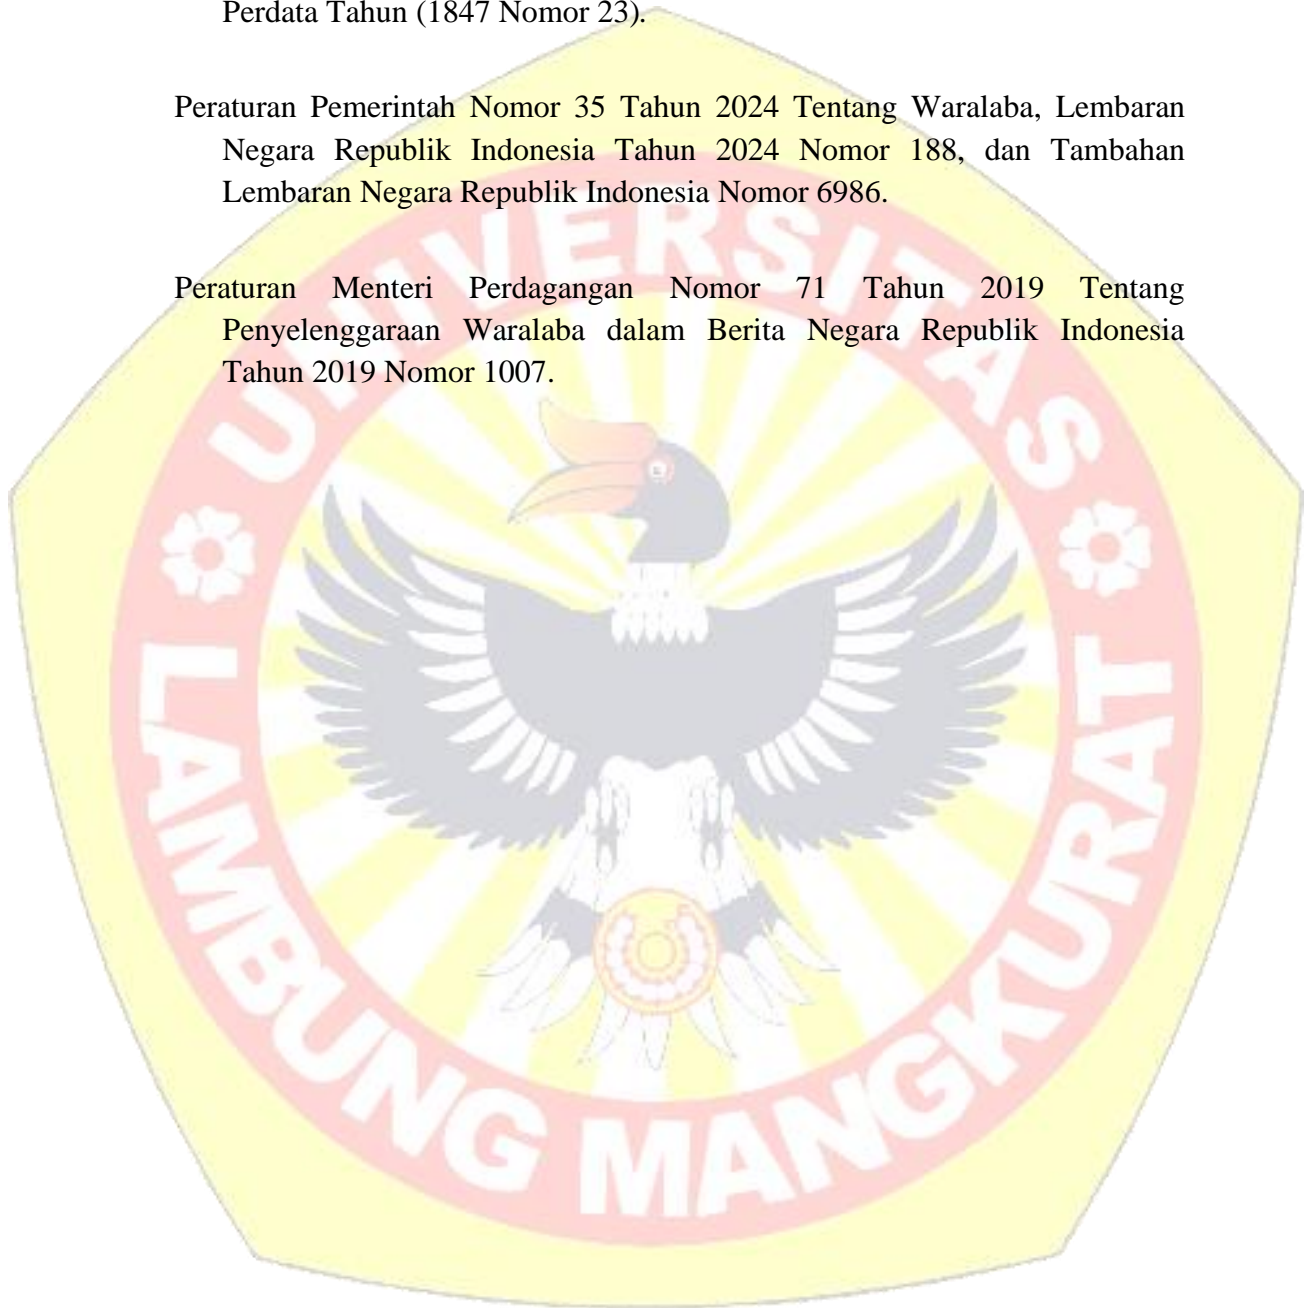 Perdata Tahun (1847 Nomor 23).
Peraturan Pemerintah Nomor 35 Tahun 2024 Tentang Waralaba, Lembaran
Negara Republik Indonesia Tahun 2024 Nomor 188, dan Tambahan
Lembaran Negara Republik Indonesia Nomor 6986.
Peraturan Menteri Perdagangan Nomor 71 Tahun 2019 Tentang
Penyelenggaraan Waralaba dalam Berita Negara Republik Indonesia
Tahun 2019 Nomor 1007.
UNIVERSITAS
LAMBUNG MANGKURAT